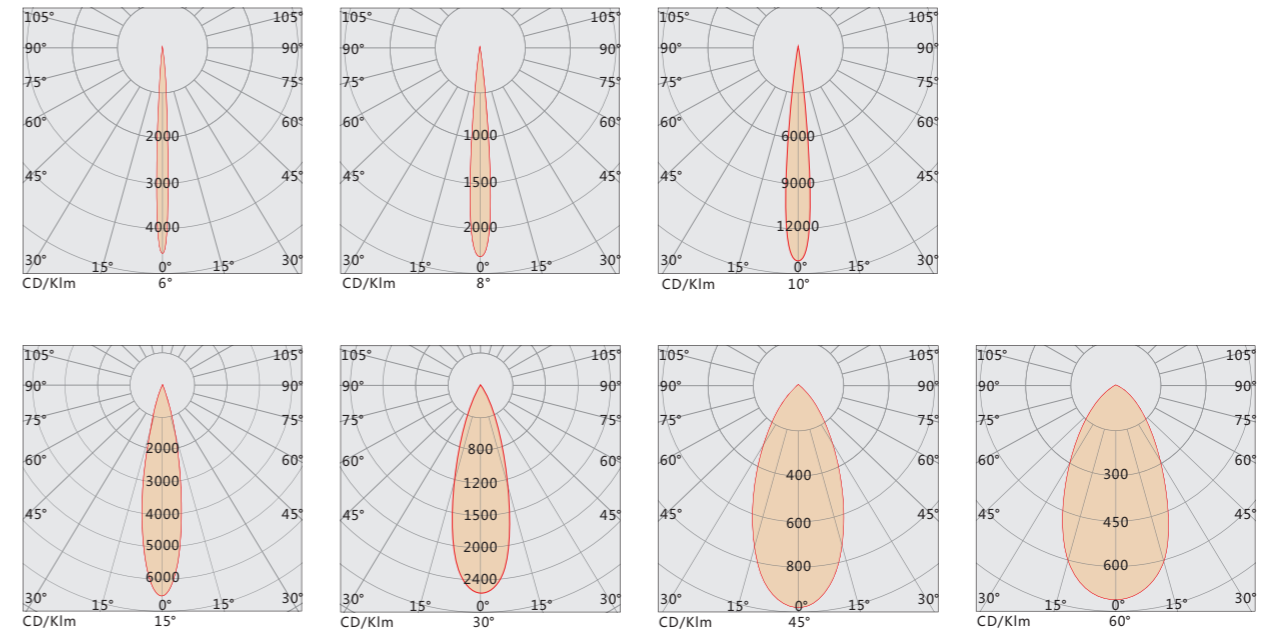 105° 105° 105° 105° 105° 105°
90° 90° 90° 90° 90° 90°
75° 75° 75° 75° 75° 75°
60° 60° 60° 60° 60° 60°
2000 1000 6000
45° 45° 45° 45° 45° 45°
3000 1500 9000
4000 2000 12000
30° 15° 0° 15° 30° 30° 15° 0° 15° 30° 30° 15° 0° 15° 30°
CD/Klm 6° CD/Klm 8° CD/Klm 10°
105° 105° 105° 105° 105° 105° 105° 105°
90° 90° 90° 90° 90° 90° 90° 90°
75° 75° 75° 75° 75° 75° 75° 75°
2000 800
60° 60° 60° 60° 60° 60° 60° 60°
3000 1200 400 300
4000 1500 600 450
45° 45° 45° 45° 45° 45° 45° 45°
5000 2000 800 600
6000 2400
30° 15° 0° 15° 30° 30° 15° 0° 15° 30° 30° 15° 0° 15° 30° 30° 15° 0° 15° 30°
CD/Klm 15° CD/Klm 30° CD/Klm 45° CD/Klm 60°